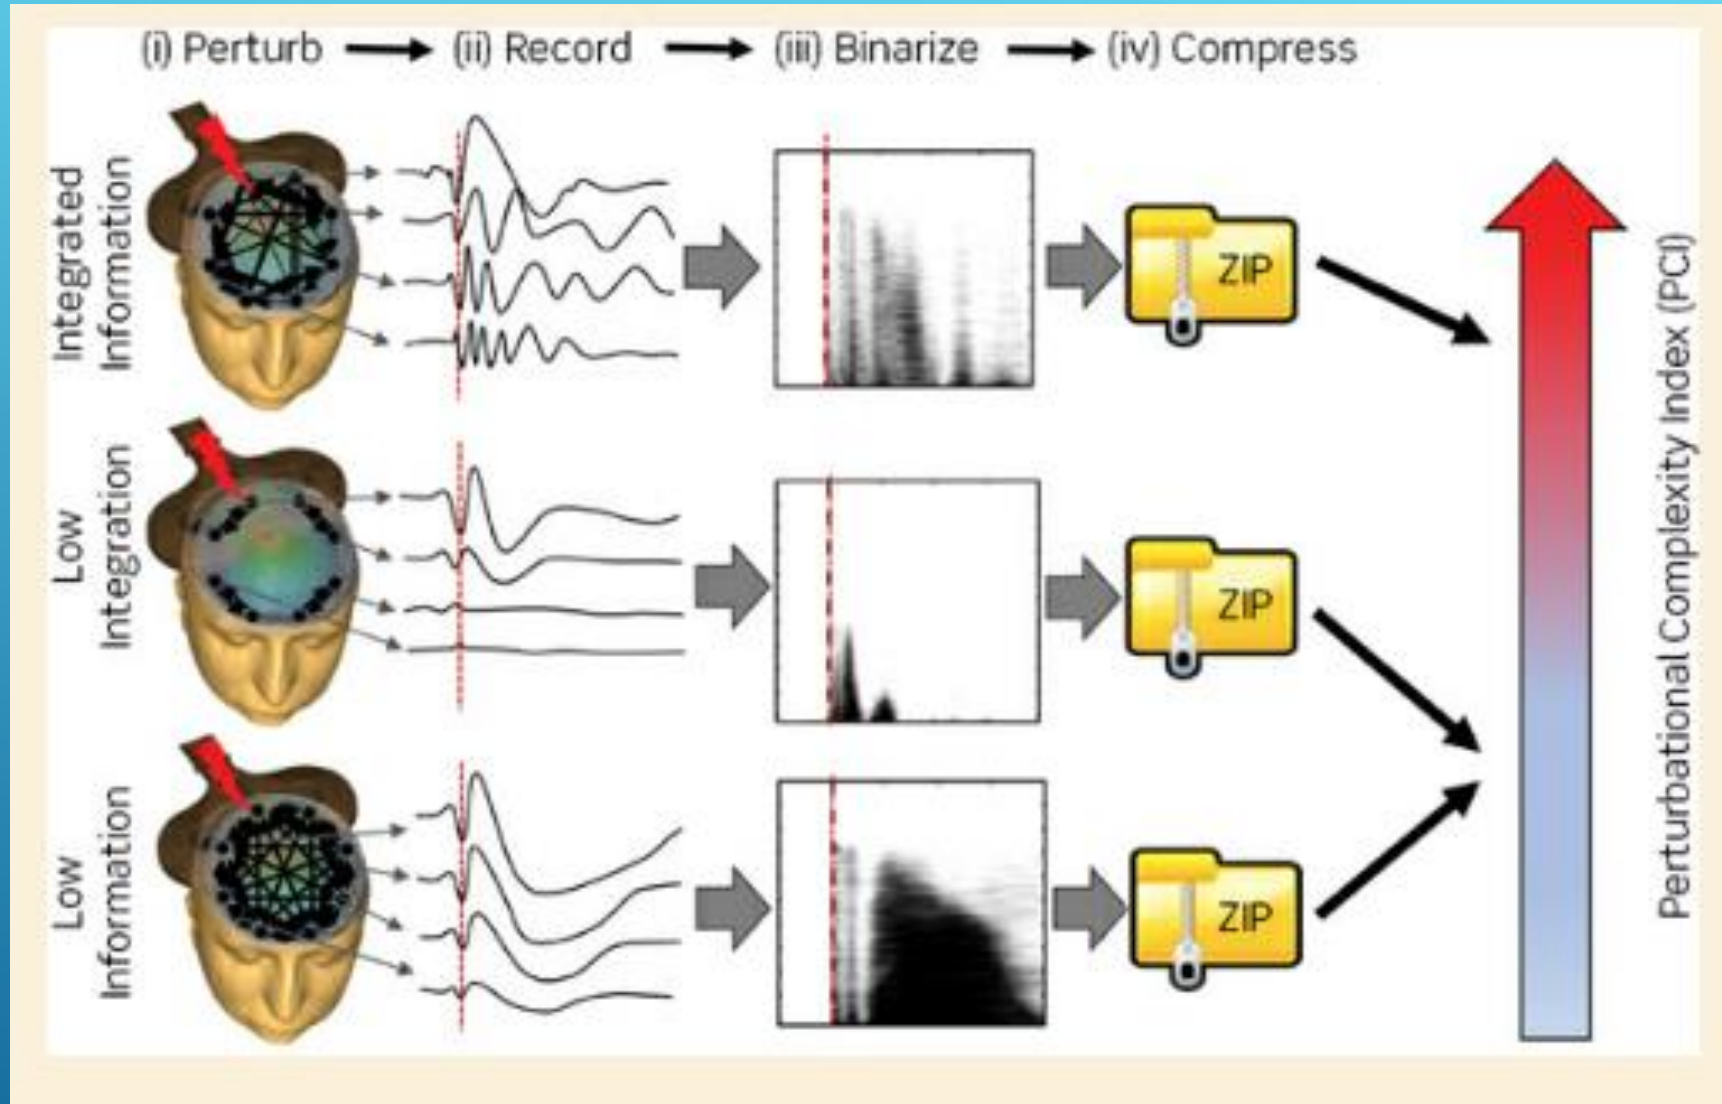 (i) Perturb (ii) Record (iii) Binarize (iv) Compress
Integrated
Information
ZIP
Low
Integration
ZIP
Low
Information
ZIP
Perturbational Complexity Index (PCI)